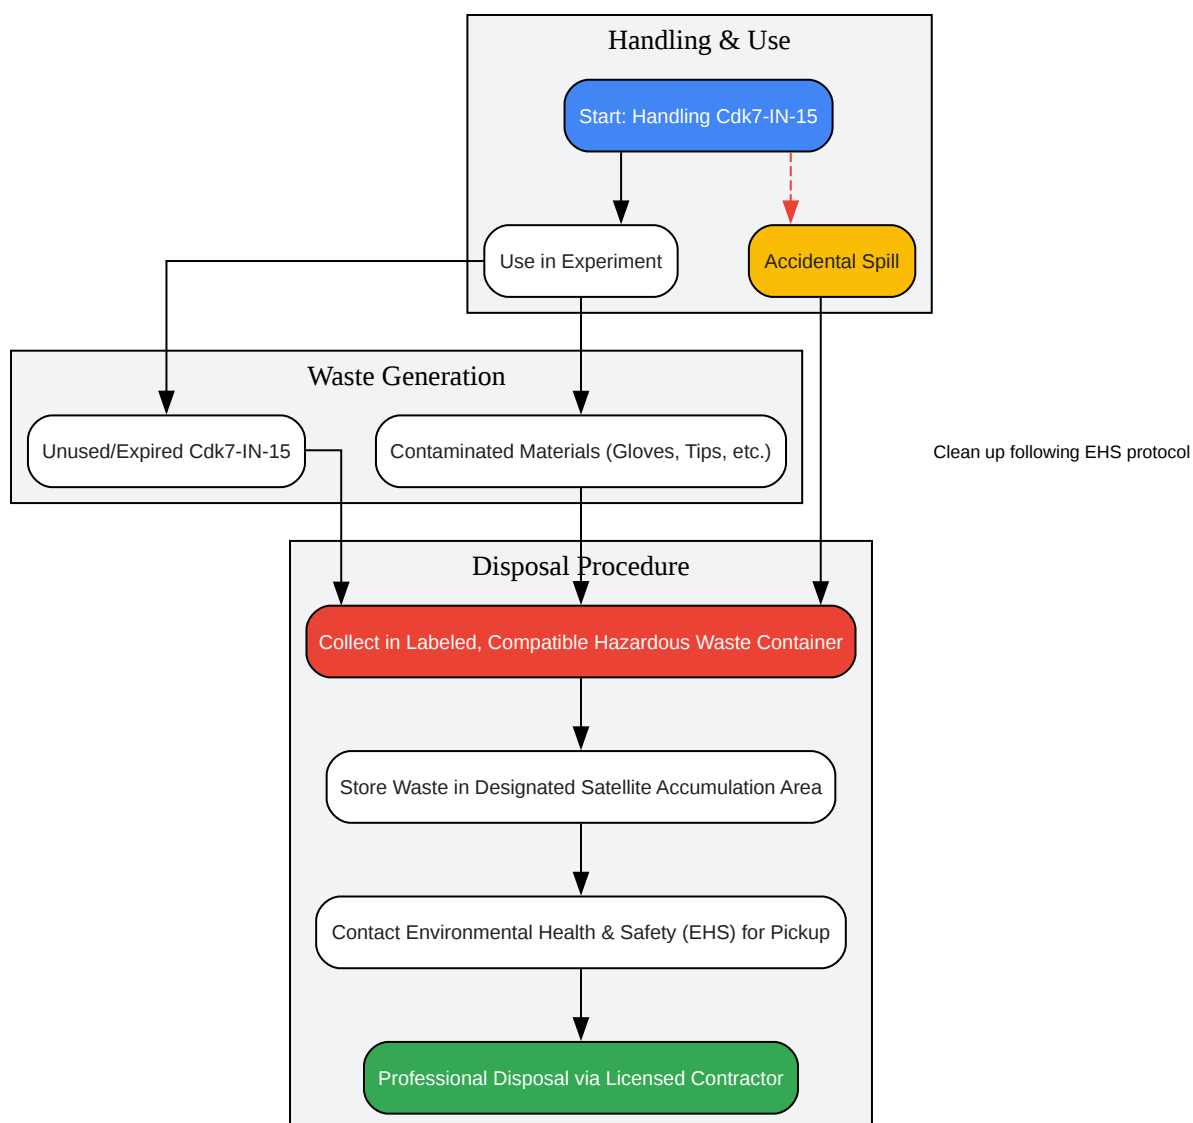 Handling & Use
Start: Handling Cdk7-IN-15
Use in Experiment
Accidental Spill
Waste Generation
Unused/Expired Cdk7-IN-15
Contaminated Materials (Gloves, Tips, etc.)
Clean up following EHS protocol
Disposal Procedure
Collect in Labeled, Compatible Hazardous Waste Container
Store Waste in Designated Satellite Accumulation Area
Contact Environmental Health & Safety (EHS) for Pickup
Professional Disposal via Licensed Contractor